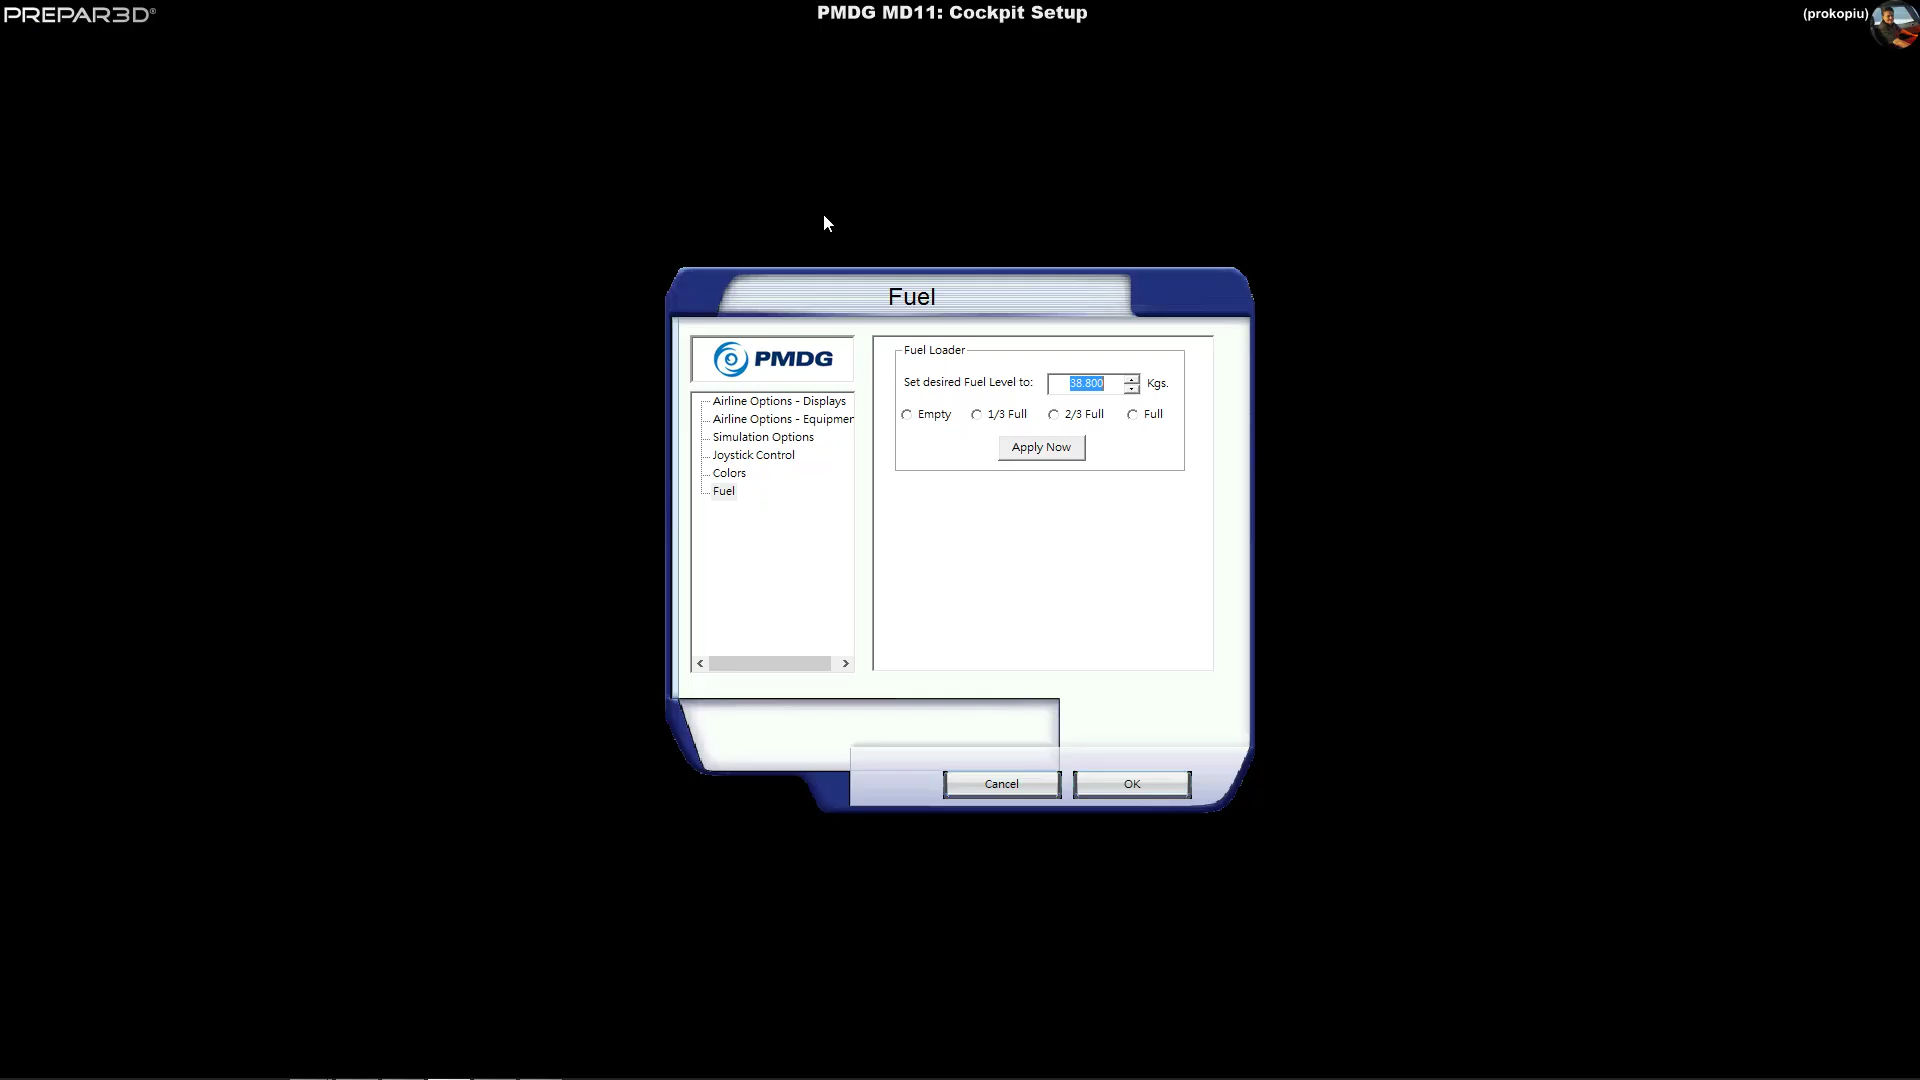 PREPAR3D®
PMDG MD11: Cockpit Setup
(prokopiu)
Fuel
PMDG
Airline Options - Displays
Airline Options - Equipmer
Simulation Options
Joystick Control
Colors
Fuel
Fuel Loader
Set desired Fuel Level to: 38.800 Kgs.
Empty 1/3 Full 2/3 Full Full
Apply Now
Cancel OK